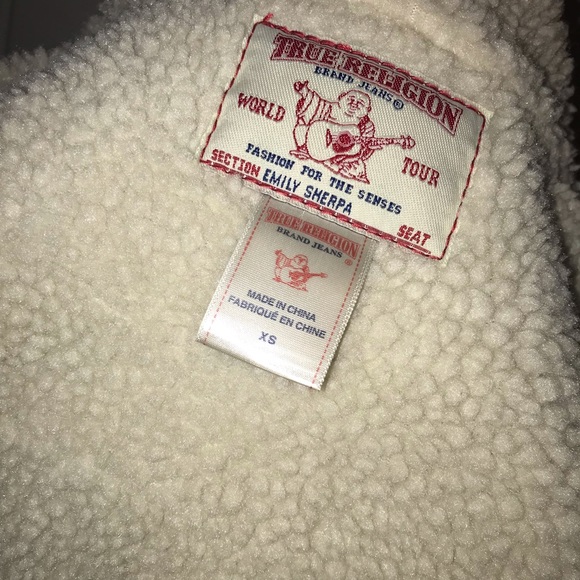 TRUE RELIGION
BRAND JEANS®
WORLD TOUR
FASHION FOR THE SENSES
SECTION EMILY SHERPA SEAT
TRUE RELIGION
BRAND JEANS®
MADE IN CHINA
FABRIQUÉ EN CHINE
XS